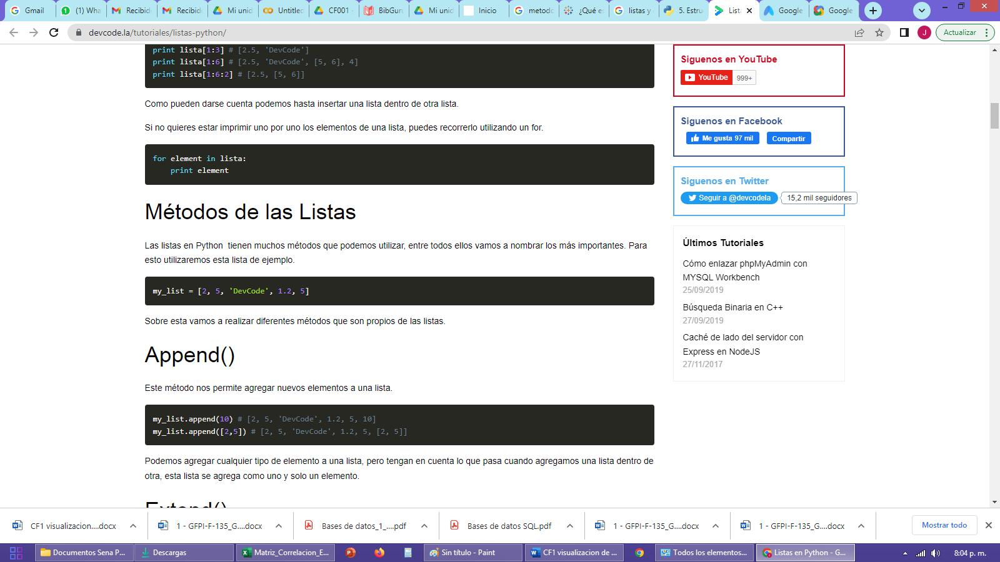 Gmail
(1) Wha
Recibid
Recibid
Mi unid
Untitled
CF001 -
BibGuru
Mi unid
Inicio
metodo
¿Qué es
listas y
5. Estru
List
Google
Google
devcode.la/tutoriales/listas-python/
J
Actualizar
print lista[1:3] # [2.5, 'DevCode']
print lista[1:6] # [2.5, 'DevCode', [5, 6], 4]
print lista[1:6:2] # [2.5, [5, 6]]
Como pueden darse cuenta podemos hasta insertar una lista dentro de otra lista.
Si no quieres estar imprimir uno por uno los elementos de una lista, puedes recorrerlo utilizando un for.
for element in lista:
print element
Métodos de las Listas
Las listas en Python tienen muchos métodos que podemos utilizar, entre todos ellos vamos a nombrar los más importantes. Para
esto utilizaremos esta lista de ejemplo.
my_list = [2, 5, 'DevCode', 1.2, 5]
Sobre esta vamos a realizar diferentes métodos que son propios de las listas.
Append()
Este método nos permite agregar nuevos elementos a una lista.
my_list.append(10) # [2, 5, 'DevCode', 1.2, 5, 10]
my_list.append([2,5]) # [2, 5, 'DevCode', 1.2, 5, [2, 5]]
Podemos agregar cualquier tipo de elemento a una lista, pero tengan en cuenta lo que pasa cuando agregamos una lista dentro de
otra, esta lista se agrega como uno y solo un elemento.
Extend()
Siguenos en YouTube
YouTube 999+
Siguenos en Facebook
Me gusta 97 mil Compartir
Siguenos en Twitter
Seguir a @devcodela 15,2 mil seguidores
Últimos Tutoriales
Cómo enlazar phpMyAdmin con
MYSQL Workbench
25/09/2019
Búsqueda Binaria en C++
27/09/2019
Caché de lado del servidor con
Express en NodeJS
27/11/2017
CF1 visualizacion....docx
1 - GFPI-F-135_G....docx
Bases de datos_1_....pdf
Bases de datos SQL.pdf
1 - GFPI-F-135_G....docx
1 - GFPI-F-135_G....docx
Mostrar todo
Documentos Sena P...
Descargas
Matriz_Correlacion_E...
Sin título - Paint
CF1 visualizacion de ...
Todos los elementos...
Listas en Python - G...
8:04 p. m.